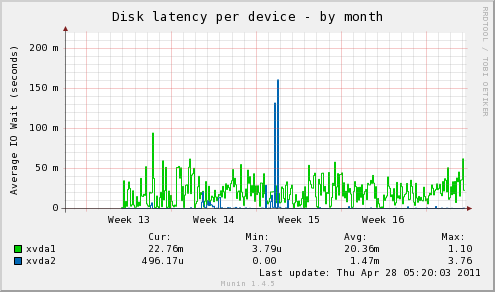 Disk latency per device - by month
RRDTOOL / TOBI OETIKER
Average IO Wait (seconds)
200 m
150 m
100 m
50 m
0
Week 13 Week 14 Week 15 Week 16
Cur: Min: Avg: Max:
xvda1 22.76m 3.79u 20.36m 1.10
xvda2 496.17u 0.00 1.47m 3.76
Last update: Thu Apr 28 05:20:03 2011
Munin 1.4.5